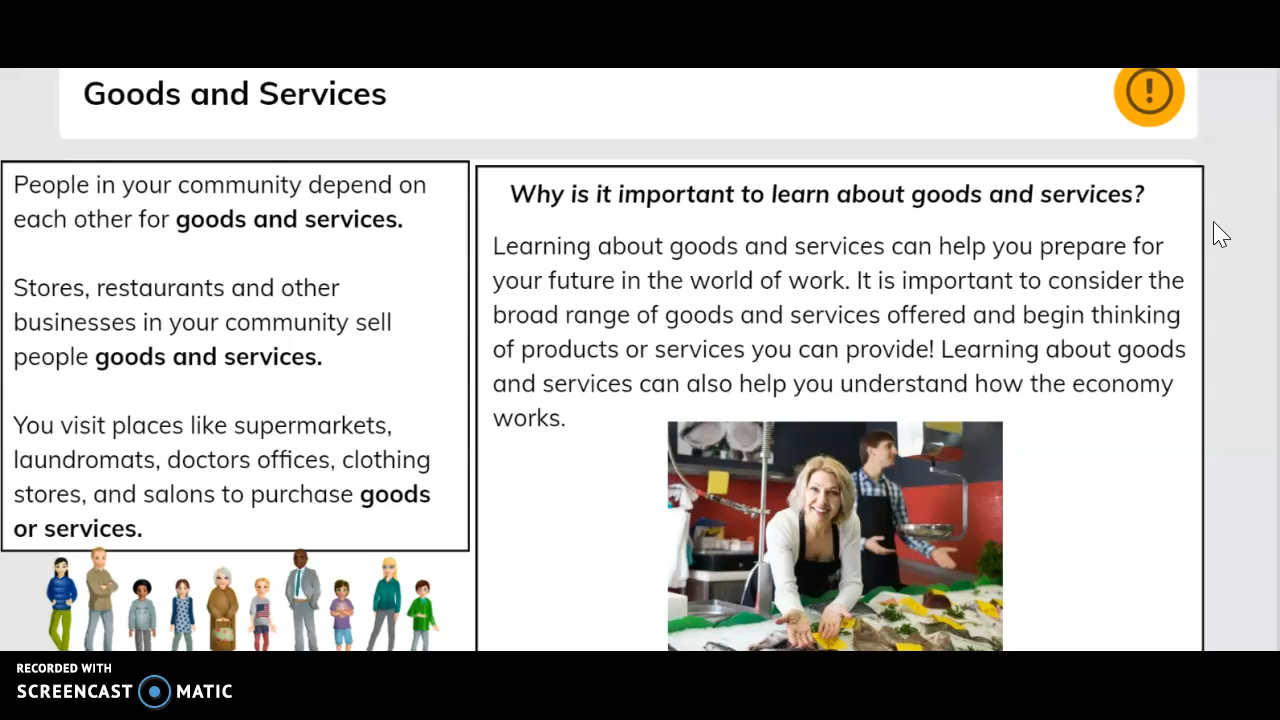 Goods and Services
People in your community depend on
each other for goods and services.
Stores, restaurants and other
businesses in your community sell
people goods and services.
You visit places like supermarkets,
laundromats, doctors offices, clothing
stores, and salons to purchase goods
or services.
Why is it important to learn about goods and services?
Learning about goods and services can help you prepare for
your future in the world of work. It is important to consider the
broad range of goods and services offered and begin thinking
of products or services you can provide! Learning about goods
and services can also help you understand how the economy
works.
RECORDED WITH
SCREENCAST MATIC